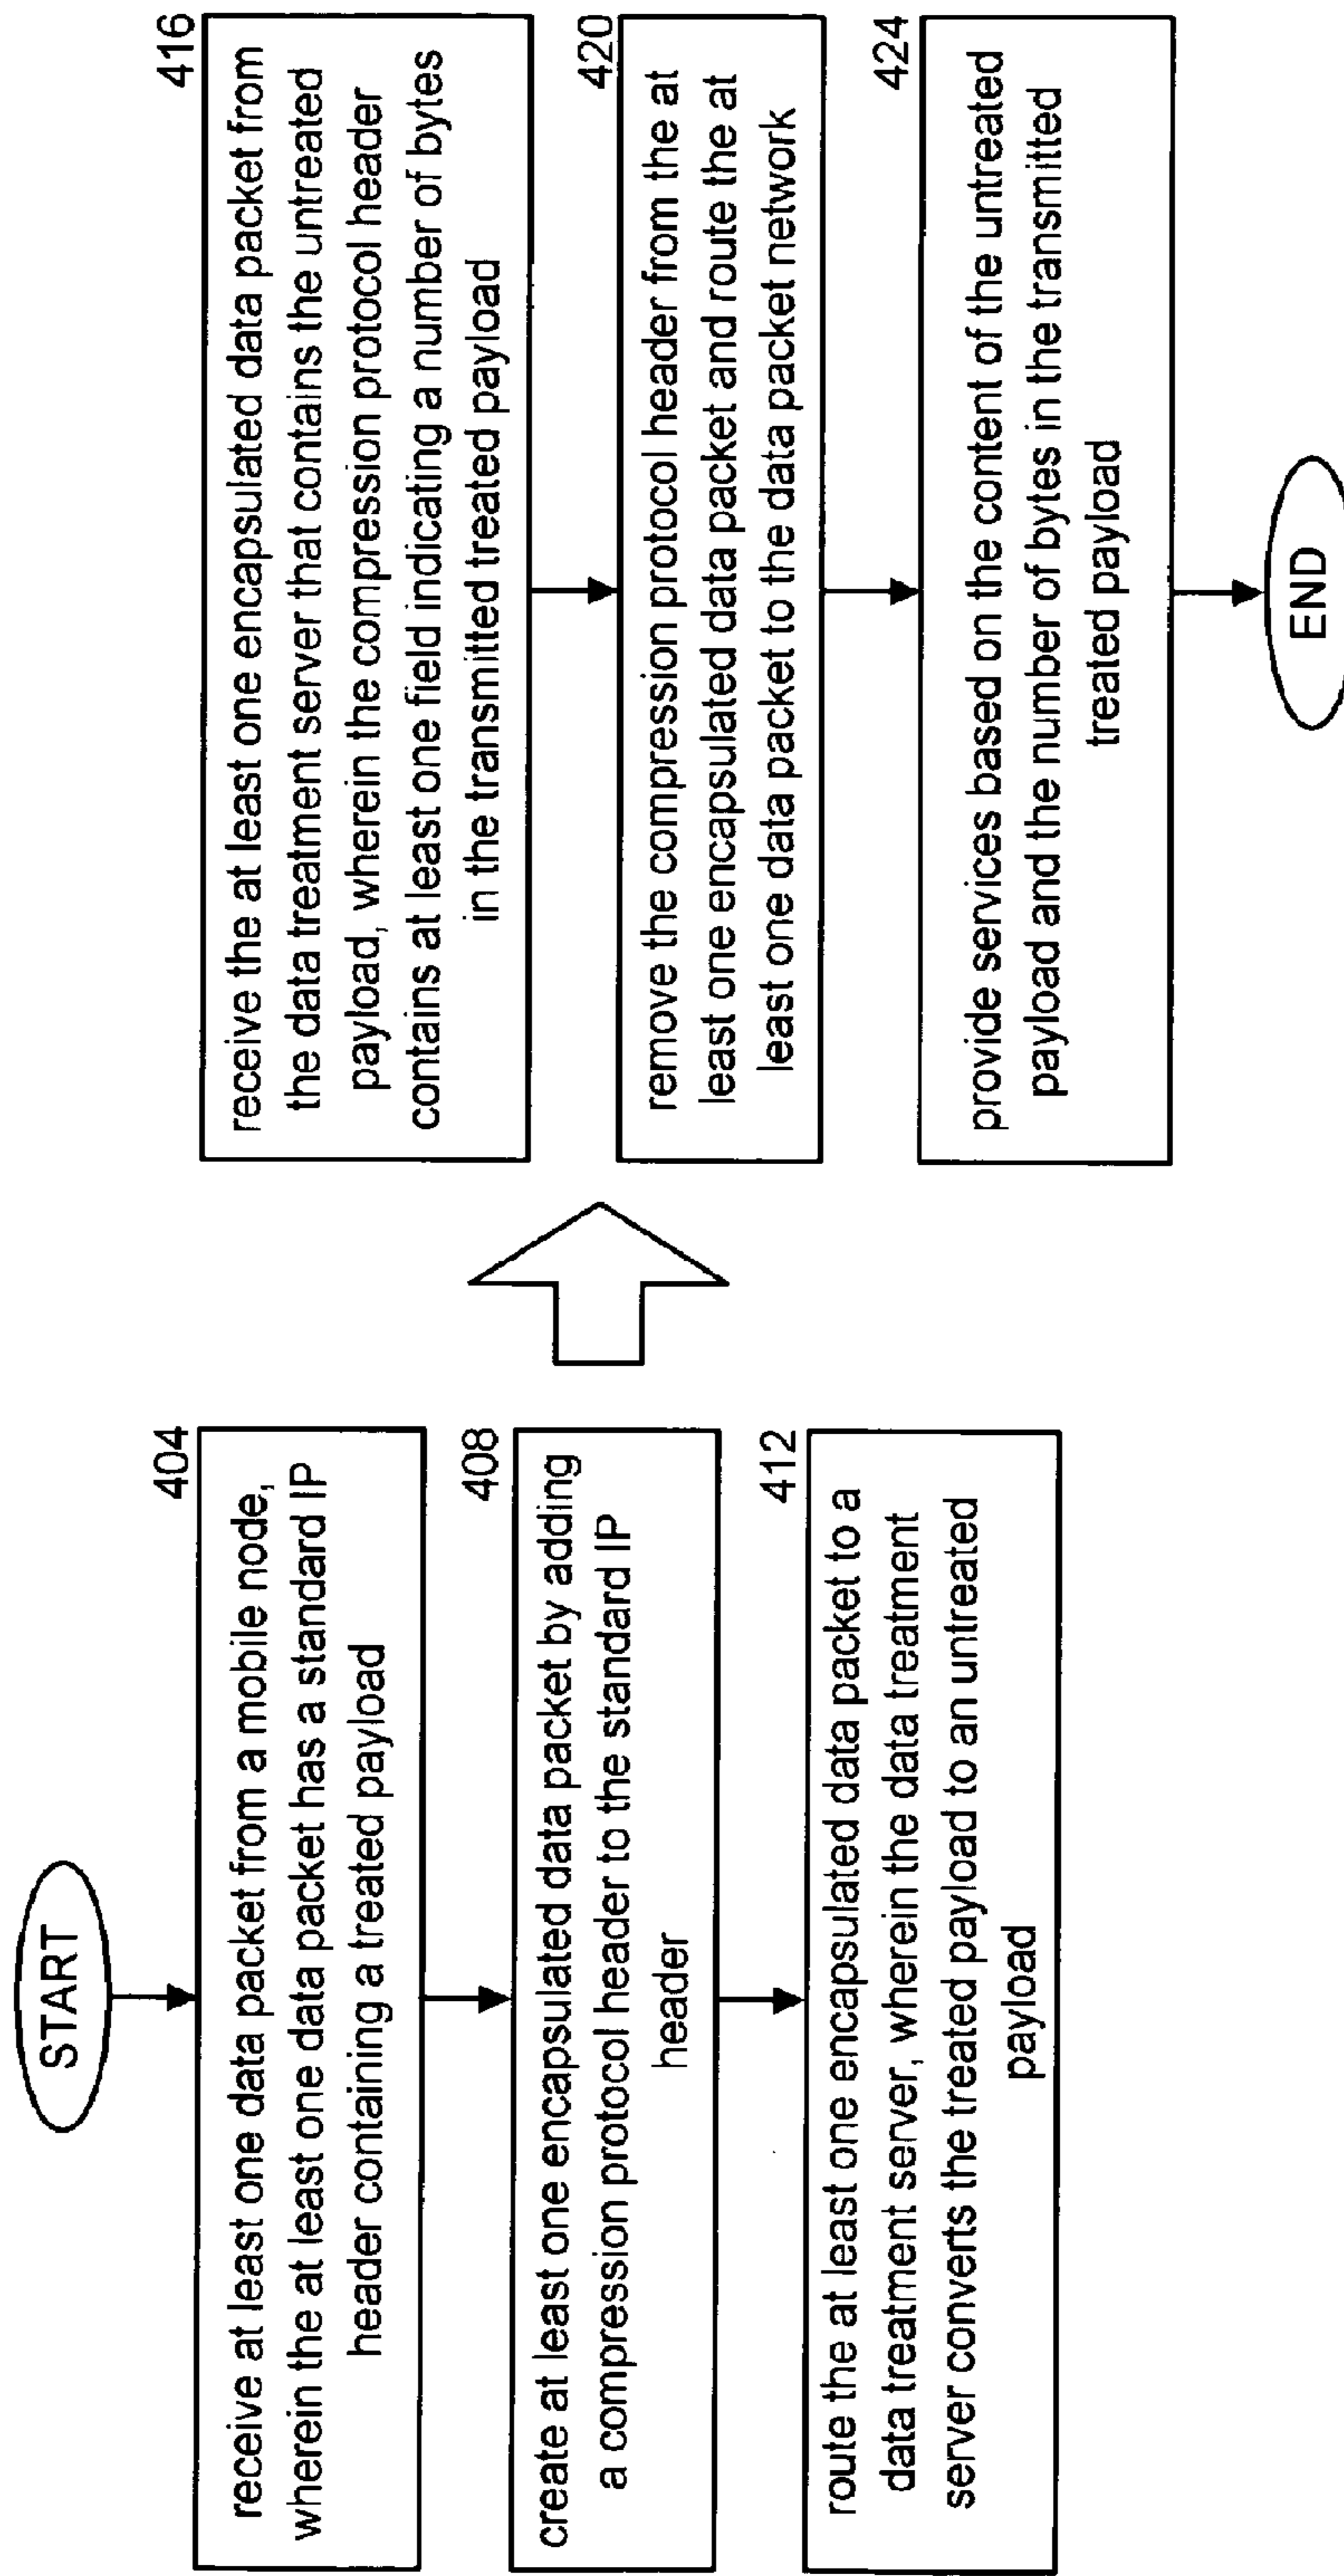 START
404
receive at least one data packet from a mobile node,
wherein the at least one data packet has a standard IP
header containing a treated payload
408
create at least one encapsulated data packet by adding
a compression protocol header to the standard IP
header
412
route the at least one encapsulated data packet to a
data treatment server, wherein the data treatment
server converts the treated payload to an untreated
payload
416
receive the at least one encapsulated data packet from
the data treatment server that contains the untreated
payload, wherein the compression protocol header
contains at least one field indicating a number of bytes
in the transmitted treated payload
420
remove the compression protocol header from the at
least one encapsulated data packet and route the at
least one data packet to the data packet network
424
provide services based on the content of the untreated
payload and the number of bytes in the transmitted
treated payload
END